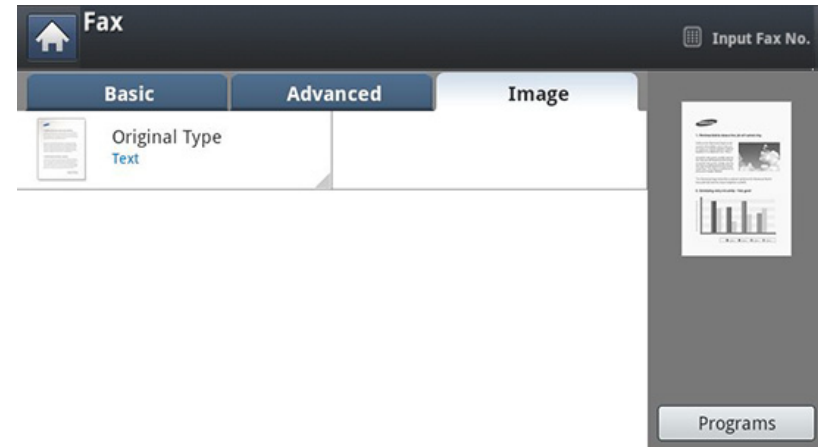 Fax
Input Fax No.
Basic
Advanced
Image
Original Type
Text
Programs